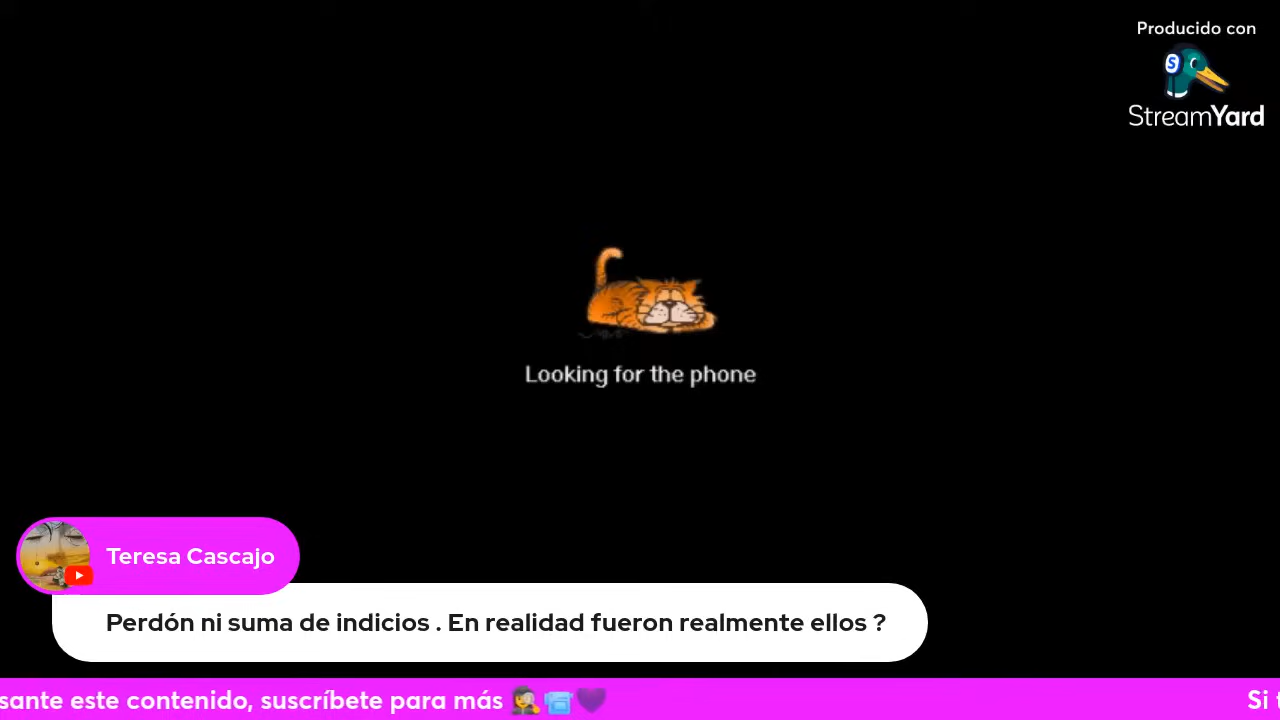 Producido con
S
StreamYard
Looking for the phone
Teresa Cascajo
Perdón ni suma de indicios . En realidad fueron realmente ellos ?
sante este contenido, suscríbete para más 🕵️‍♀️📹💜
Si t